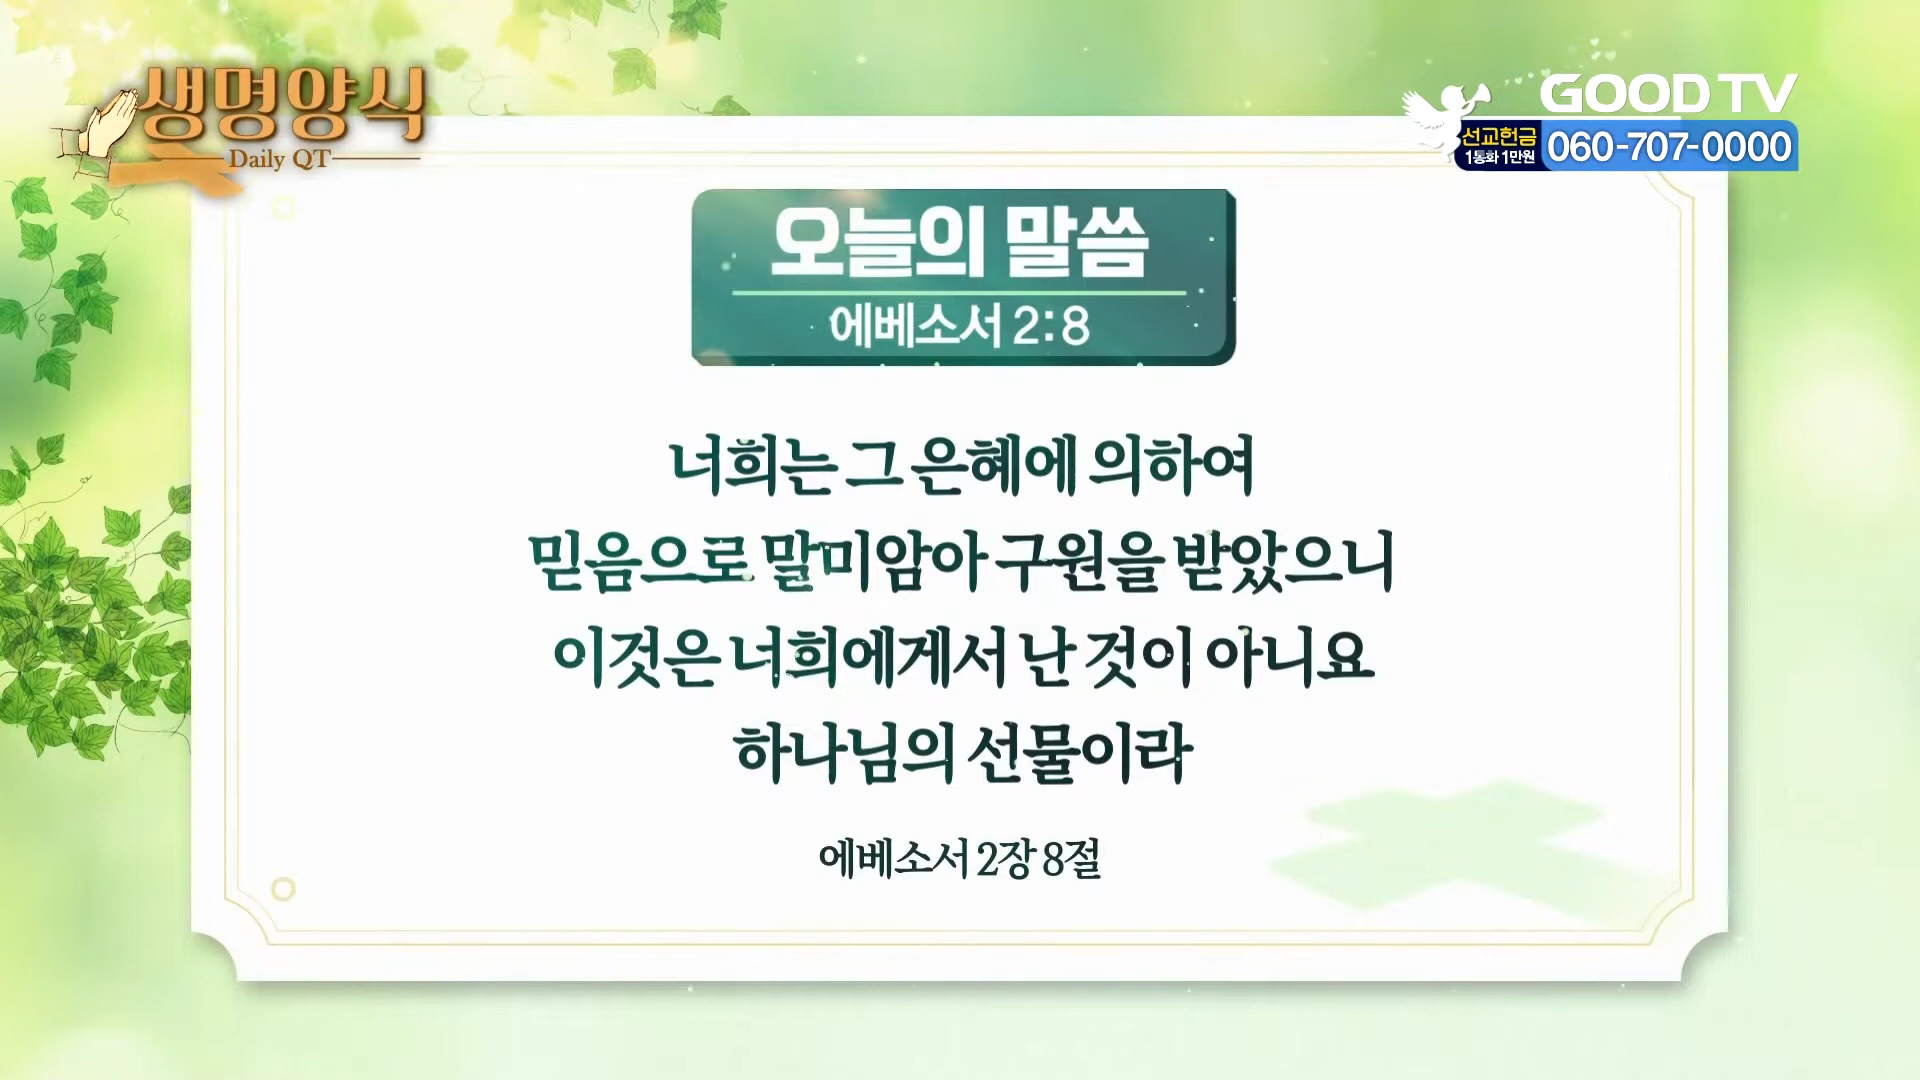 생명양식
Daily QT
GOODTV
선교헌금
1통화 1만원
060-707-0000
오늘의 말씀
에베소서 2:8
너희는 그 은혜에 의하여
믿음으로 말미암아 구원을 받았으니
이것은 너희에게서 난 것이 아니요
하나님의 선물이라
에베소서 2장 8절